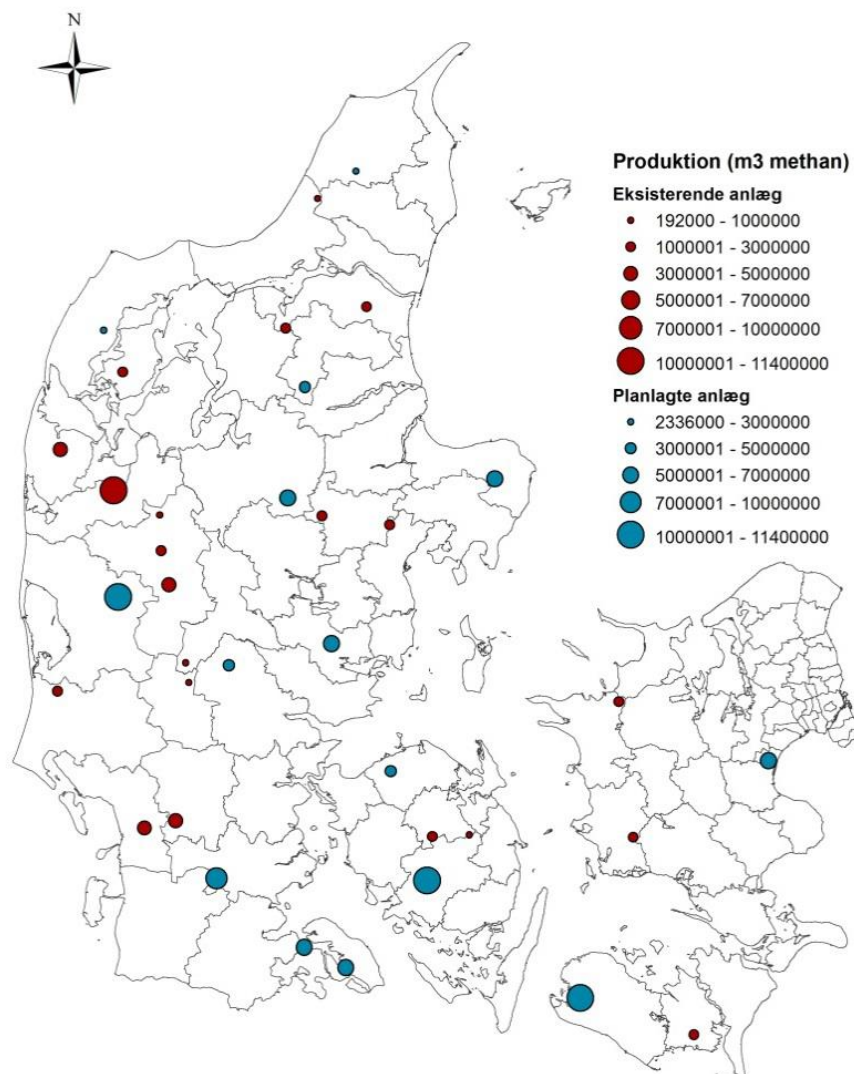 N
Produktion (m3 methan)
Eksisterende anlæg
192000 - 1000000
1000001 - 3000000
3000001 - 5000000
5000001 - 7000000
7000001 - 10000000
10000001 - 11400000
Planlagte anlæg
2336000 - 3000000
3000001 - 5000000
5000001 - 7000000
7000001 - 10000000
10000001 - 11400000